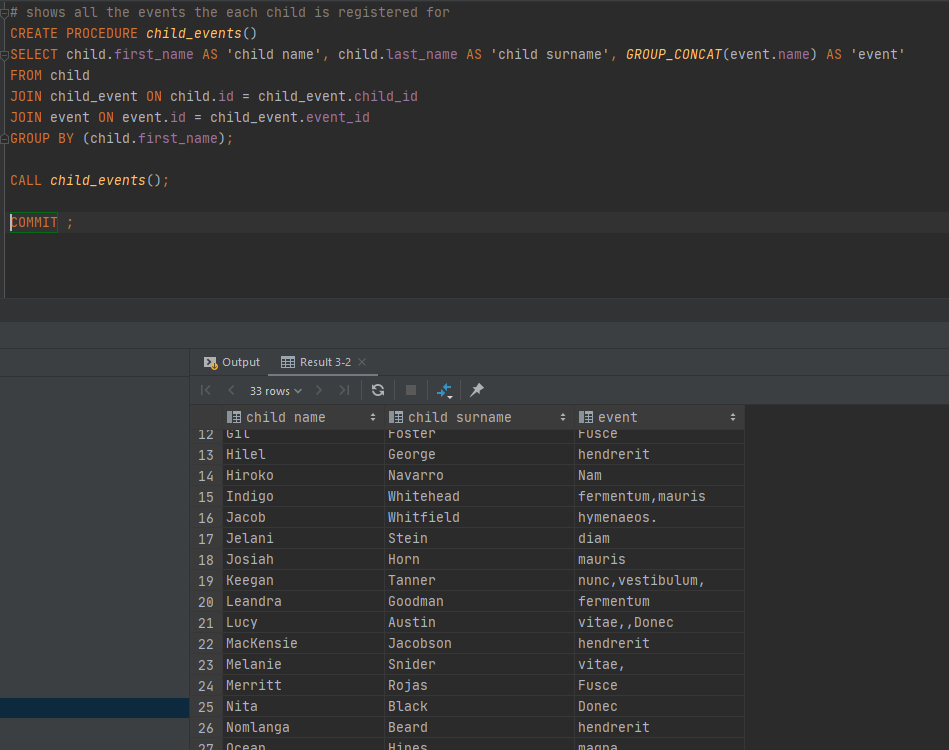 # shows all the events the each child is registered for
CREATE PROCEDURE child_events()
SELECT child.first_name AS 'child name', child.last_name AS 'child surname', GROUP_CONCAT(event.name) AS 'event'
FROM child
JOIN child_event ON child.id = child_event.child_id
JOIN event ON event.id = child_event.event_id
GROUP BY (child.first_name);
CALL child_events();
COMMIT ;
Output Result 3-2
33 rows
child name child surname event
12 Gil Foster Fusce
13 Hilel George hendrerit
14 Hiroko Navarro Nam
15 Indigo Whitehead fermentum,mauris
16 Jacob Whitfield hymenaeos.
17 Jelani Stein diam
18 Josiah Horn mauris
19 Keegan Tanner nunc,vestibulum,
20 Leandra Goodman fermentum
21 Lucy Austin vitae,,Donec
22 MacKensie Jacobson hendrerit
23 Melanie Snider vitae,
24 Merritt Rojas Fusce
25 Nita Black Donec
26 Nomlanga Beard hendrerit
27 Ocean Hines magna